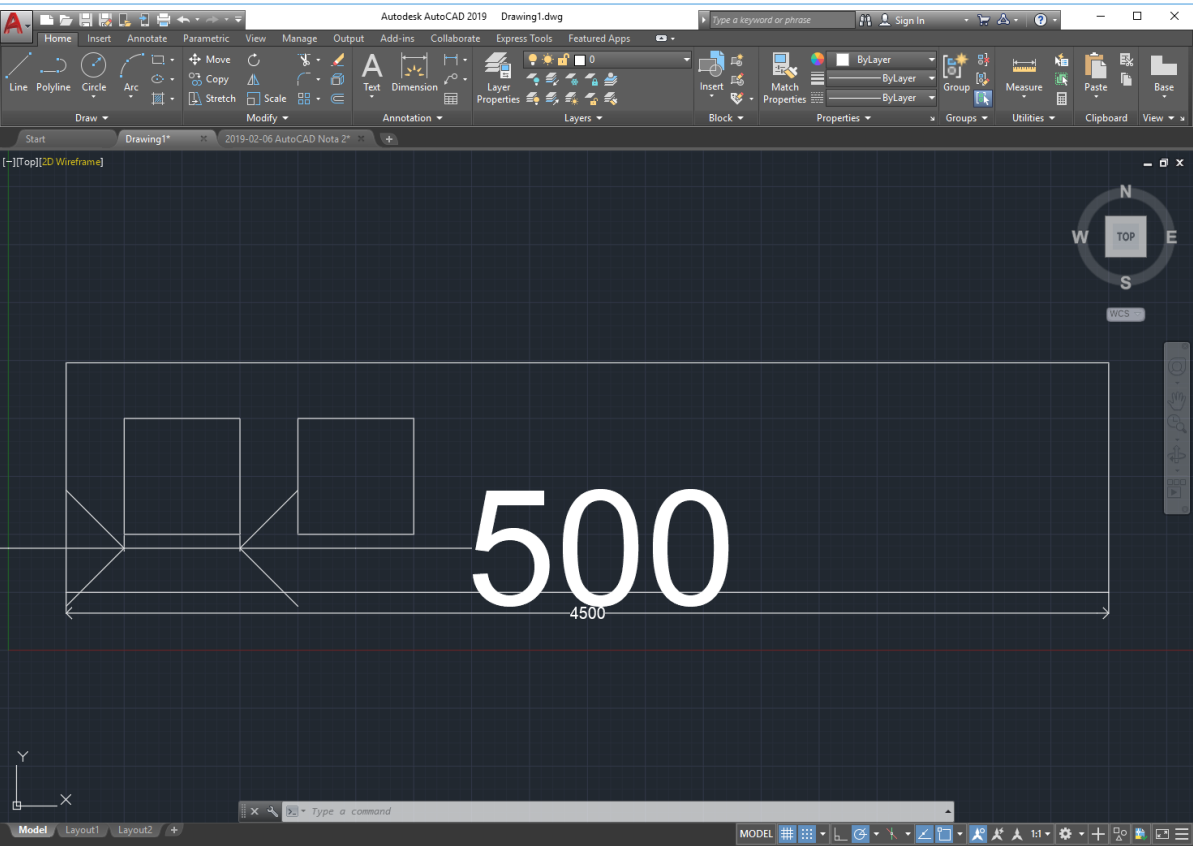 Autodesk AutoCAD 2019 Drawing1.dwg
Type a keyword or phrase
Sign In
Home Insert Annotate Parametric View Manage Output Add-ins Collaborate Express Tools Featured Apps
Line Polyline Circle Arc
Move
Copy
Stretch Scale
Text Dimension
Layer Properties
0
Insert
Match Properties
ByLayer
ByLayer
ByLayer
Group
Measure
Paste
Base
Draw Modify Annotation Layers Block Properties Groups Utilities Clipboard View
Start Drawing1* 2019-02-06 AutoCAD Nota 2*
[−][Top][2D Wireframe]
N
W TOP E
S
WCS
500
4500
Y
X
Type a command
Model Layout1 Layout2 +
MODEL 1:1